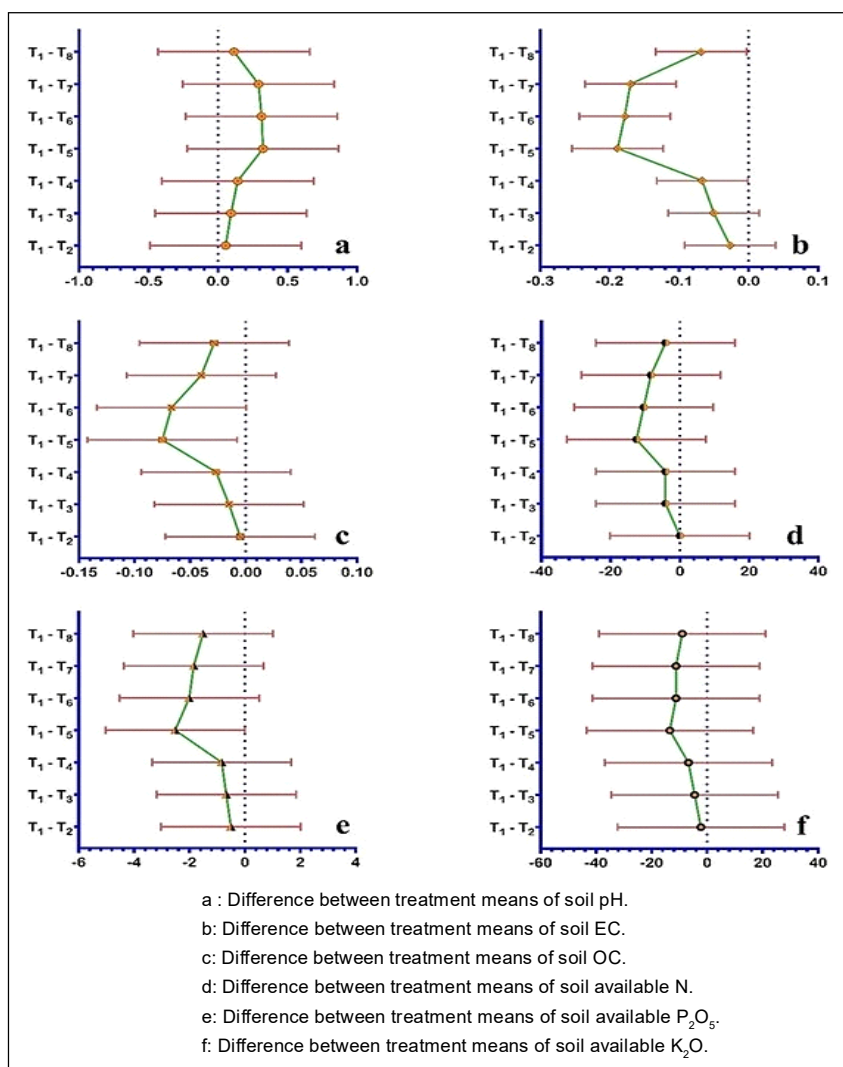 T₁ - T₈
T₁ - T₇
T₁ - T₆
T₁ - T₅
T₁ - T₄
T₁ - T₃
T₁ - T₂
a
-1.0 -0.5 0.0 0.5 1.0
T₁ - T₈
T₁ - T₇
T₁ - T₆
T₁ - T₅
T₁ - T₄
T₁ - T₃
T₁ - T₂
b
-0.3 -0.2 -0.1 0.0 0.1
T₁ - T₈
T₁ - T₇
T₁ - T₆
T₁ - T₅
T₁ - T₄
T₁ - T₃
T₁ - T₂
c
-0.15 -0.10 -0.05 0.00 0.05 0.10
T₁ - T₈
T₁ - T₇
T₁ - T₆
T₁ - T₅
T₁ - T₄
T₁ - T₃
T₁ - T₂
d
-40 -20 0 20 40
T₁ - T₈
T₁ - T₇
T₁ - T₆
T₁ - T₅
T₁ - T₄
T₁ - T₃
T₁ - T₂
e
-6 -4 -2 0 2 4
T₁ - T₈
T₁ - T₇
T₁ - T₆
T₁ - T₅
T₁ - T₄
T₁ - T₃
T₁ - T₂
f
-60 -40 -20 0 20 40
a : Difference between treatment means of soil pH.
b: Difference between treatment means of soil EC.
c: Difference between treatment means of soil OC.
d: Difference between treatment means of soil available N.
e: Difference between treatment means of soil available P₂O₅.
f: Difference between treatment means of soil available K₂O.